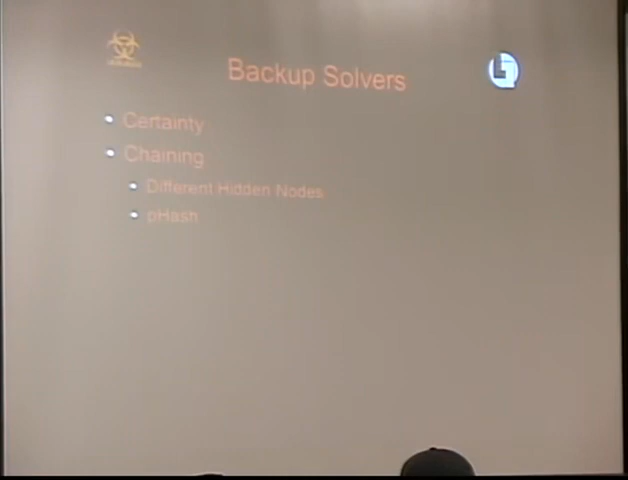 Backup Solvers
Certainty
Chaining
Different Hidden Nodes
pHash